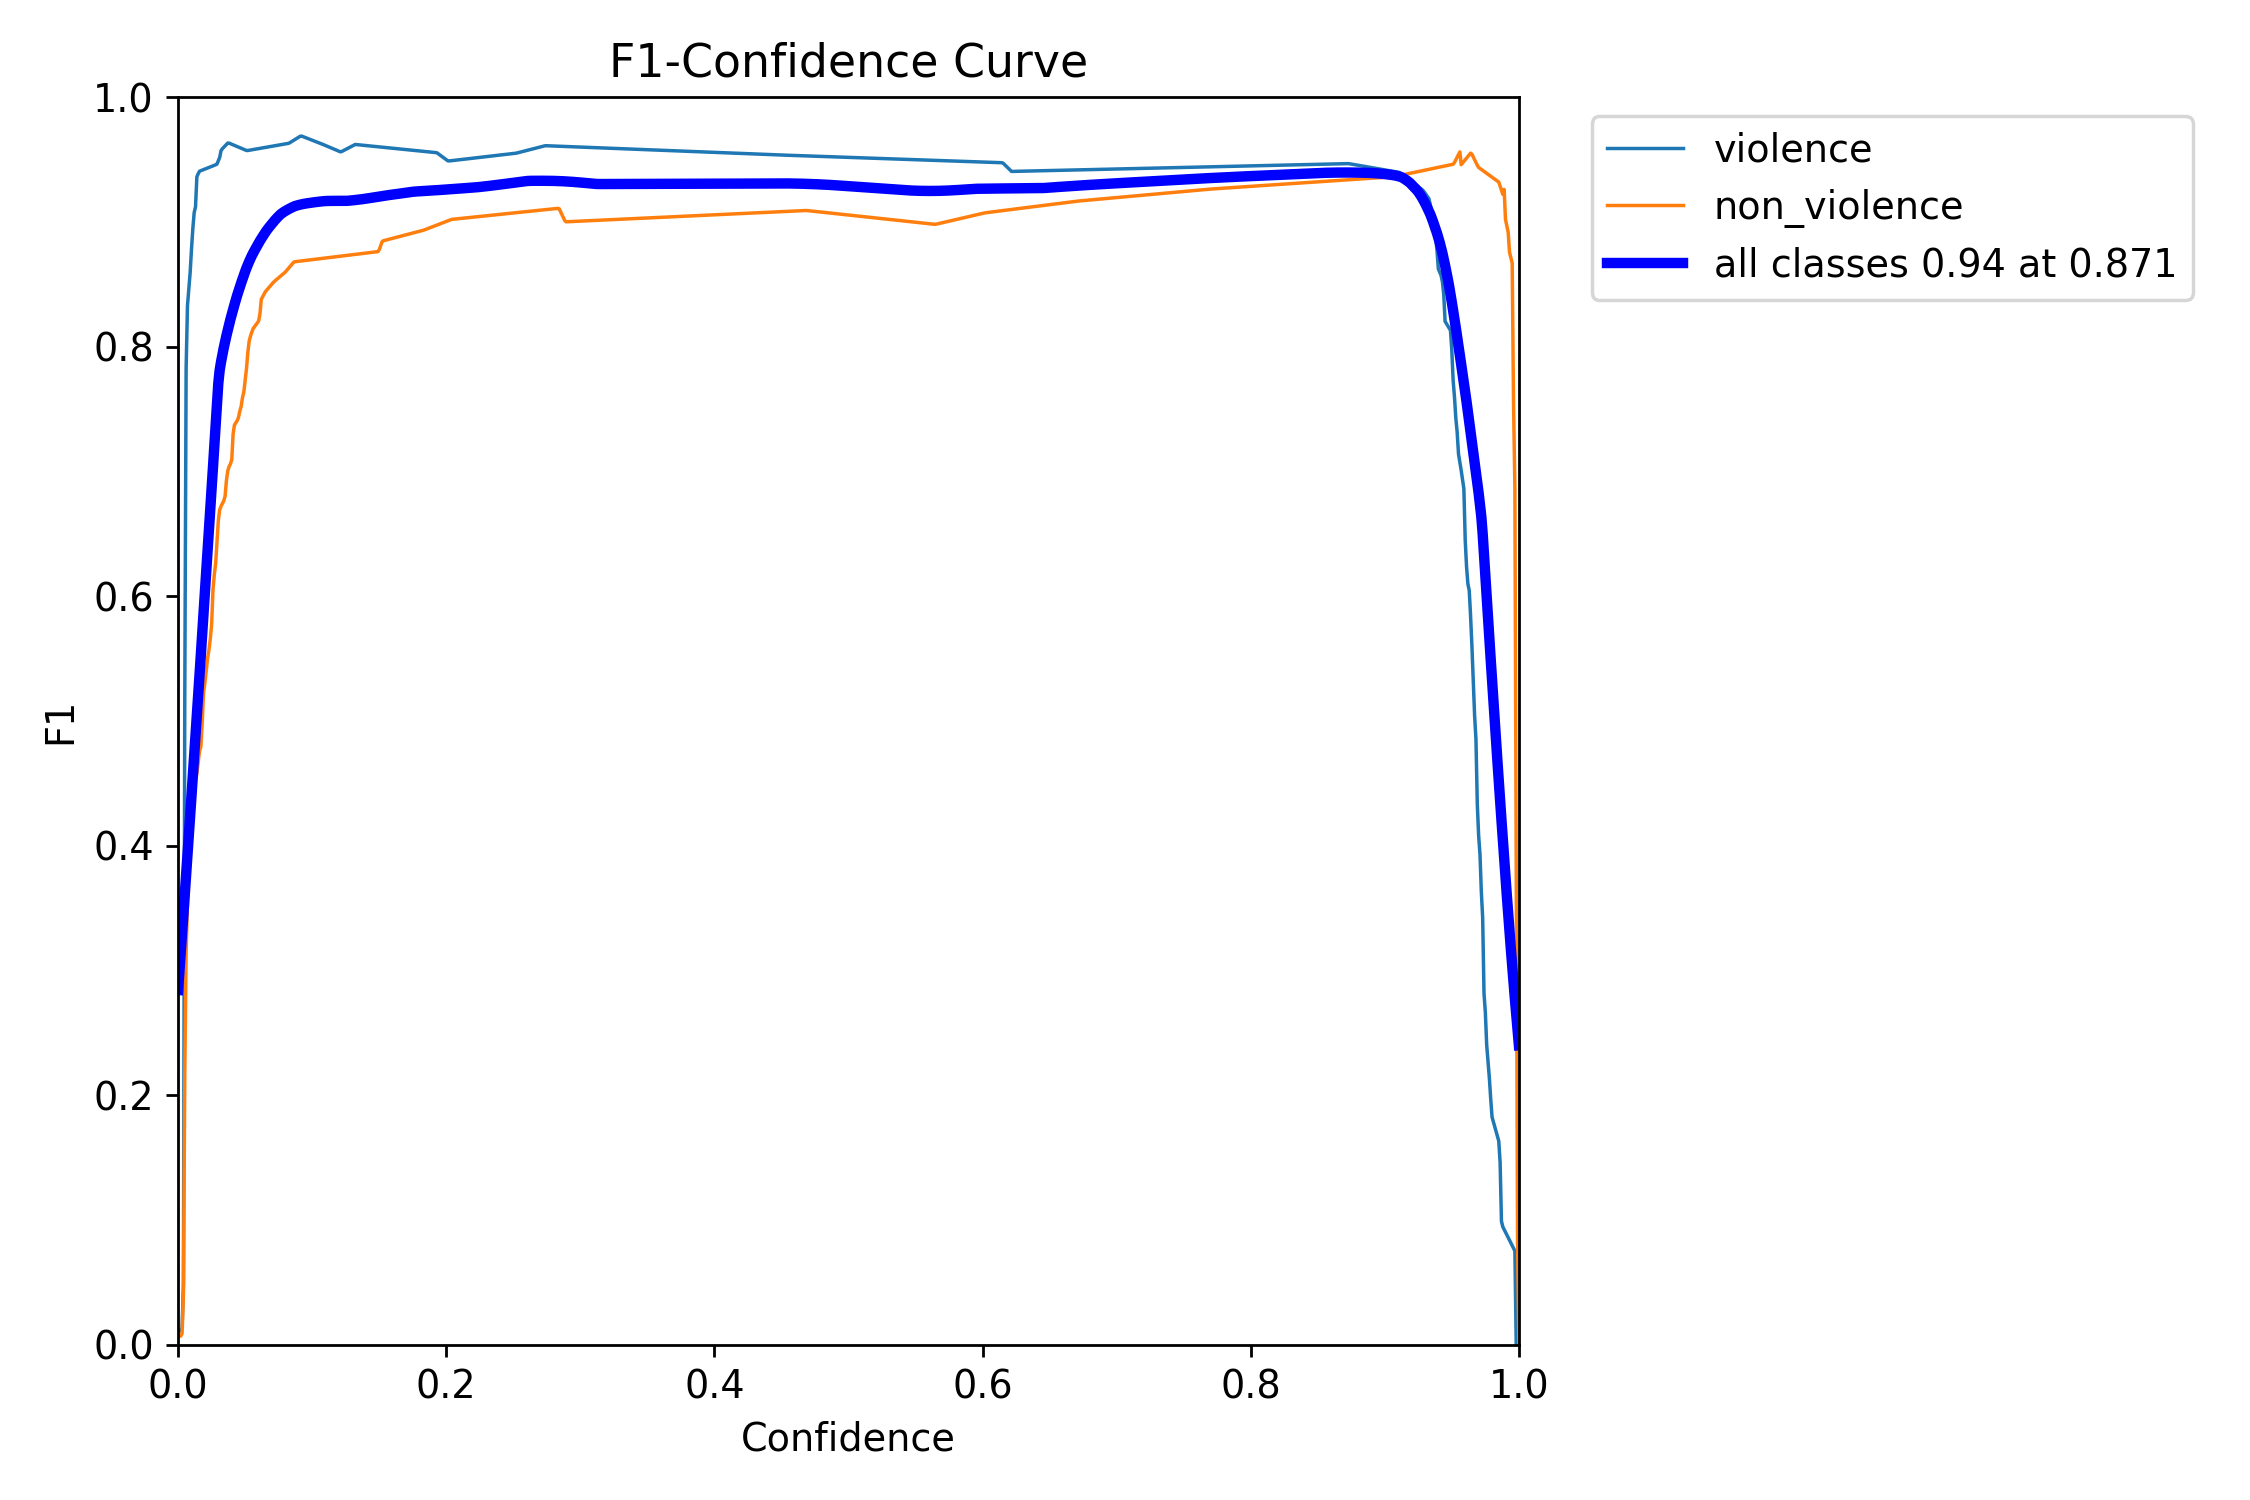 F1-Confidence Curve
1.0
0.8
0.6
0.4
0.2
0.0
F1
0.0 0.2 0.4 0.6 0.8 1.0
Confidence
violence
non_violence
all classes 0.94 at 0.871